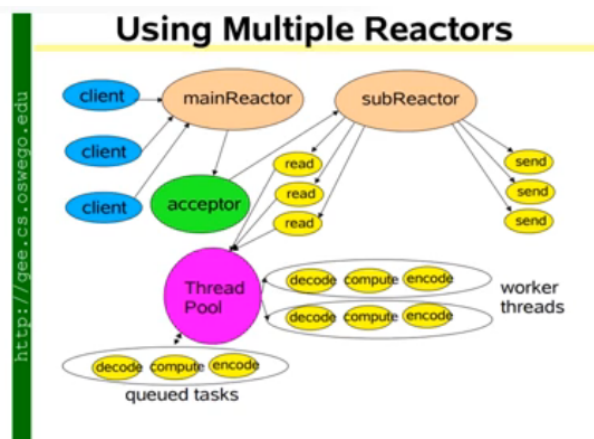 Using Multiple Reactors
http://gee.cs.oswego.edu
client
mainReactor
subReactor
client
client
acceptor
read
read
read
send
send
send
Thread
Pool
decode compute encode
decode compute encode
worker
threads
decode compute encode
queued tasks